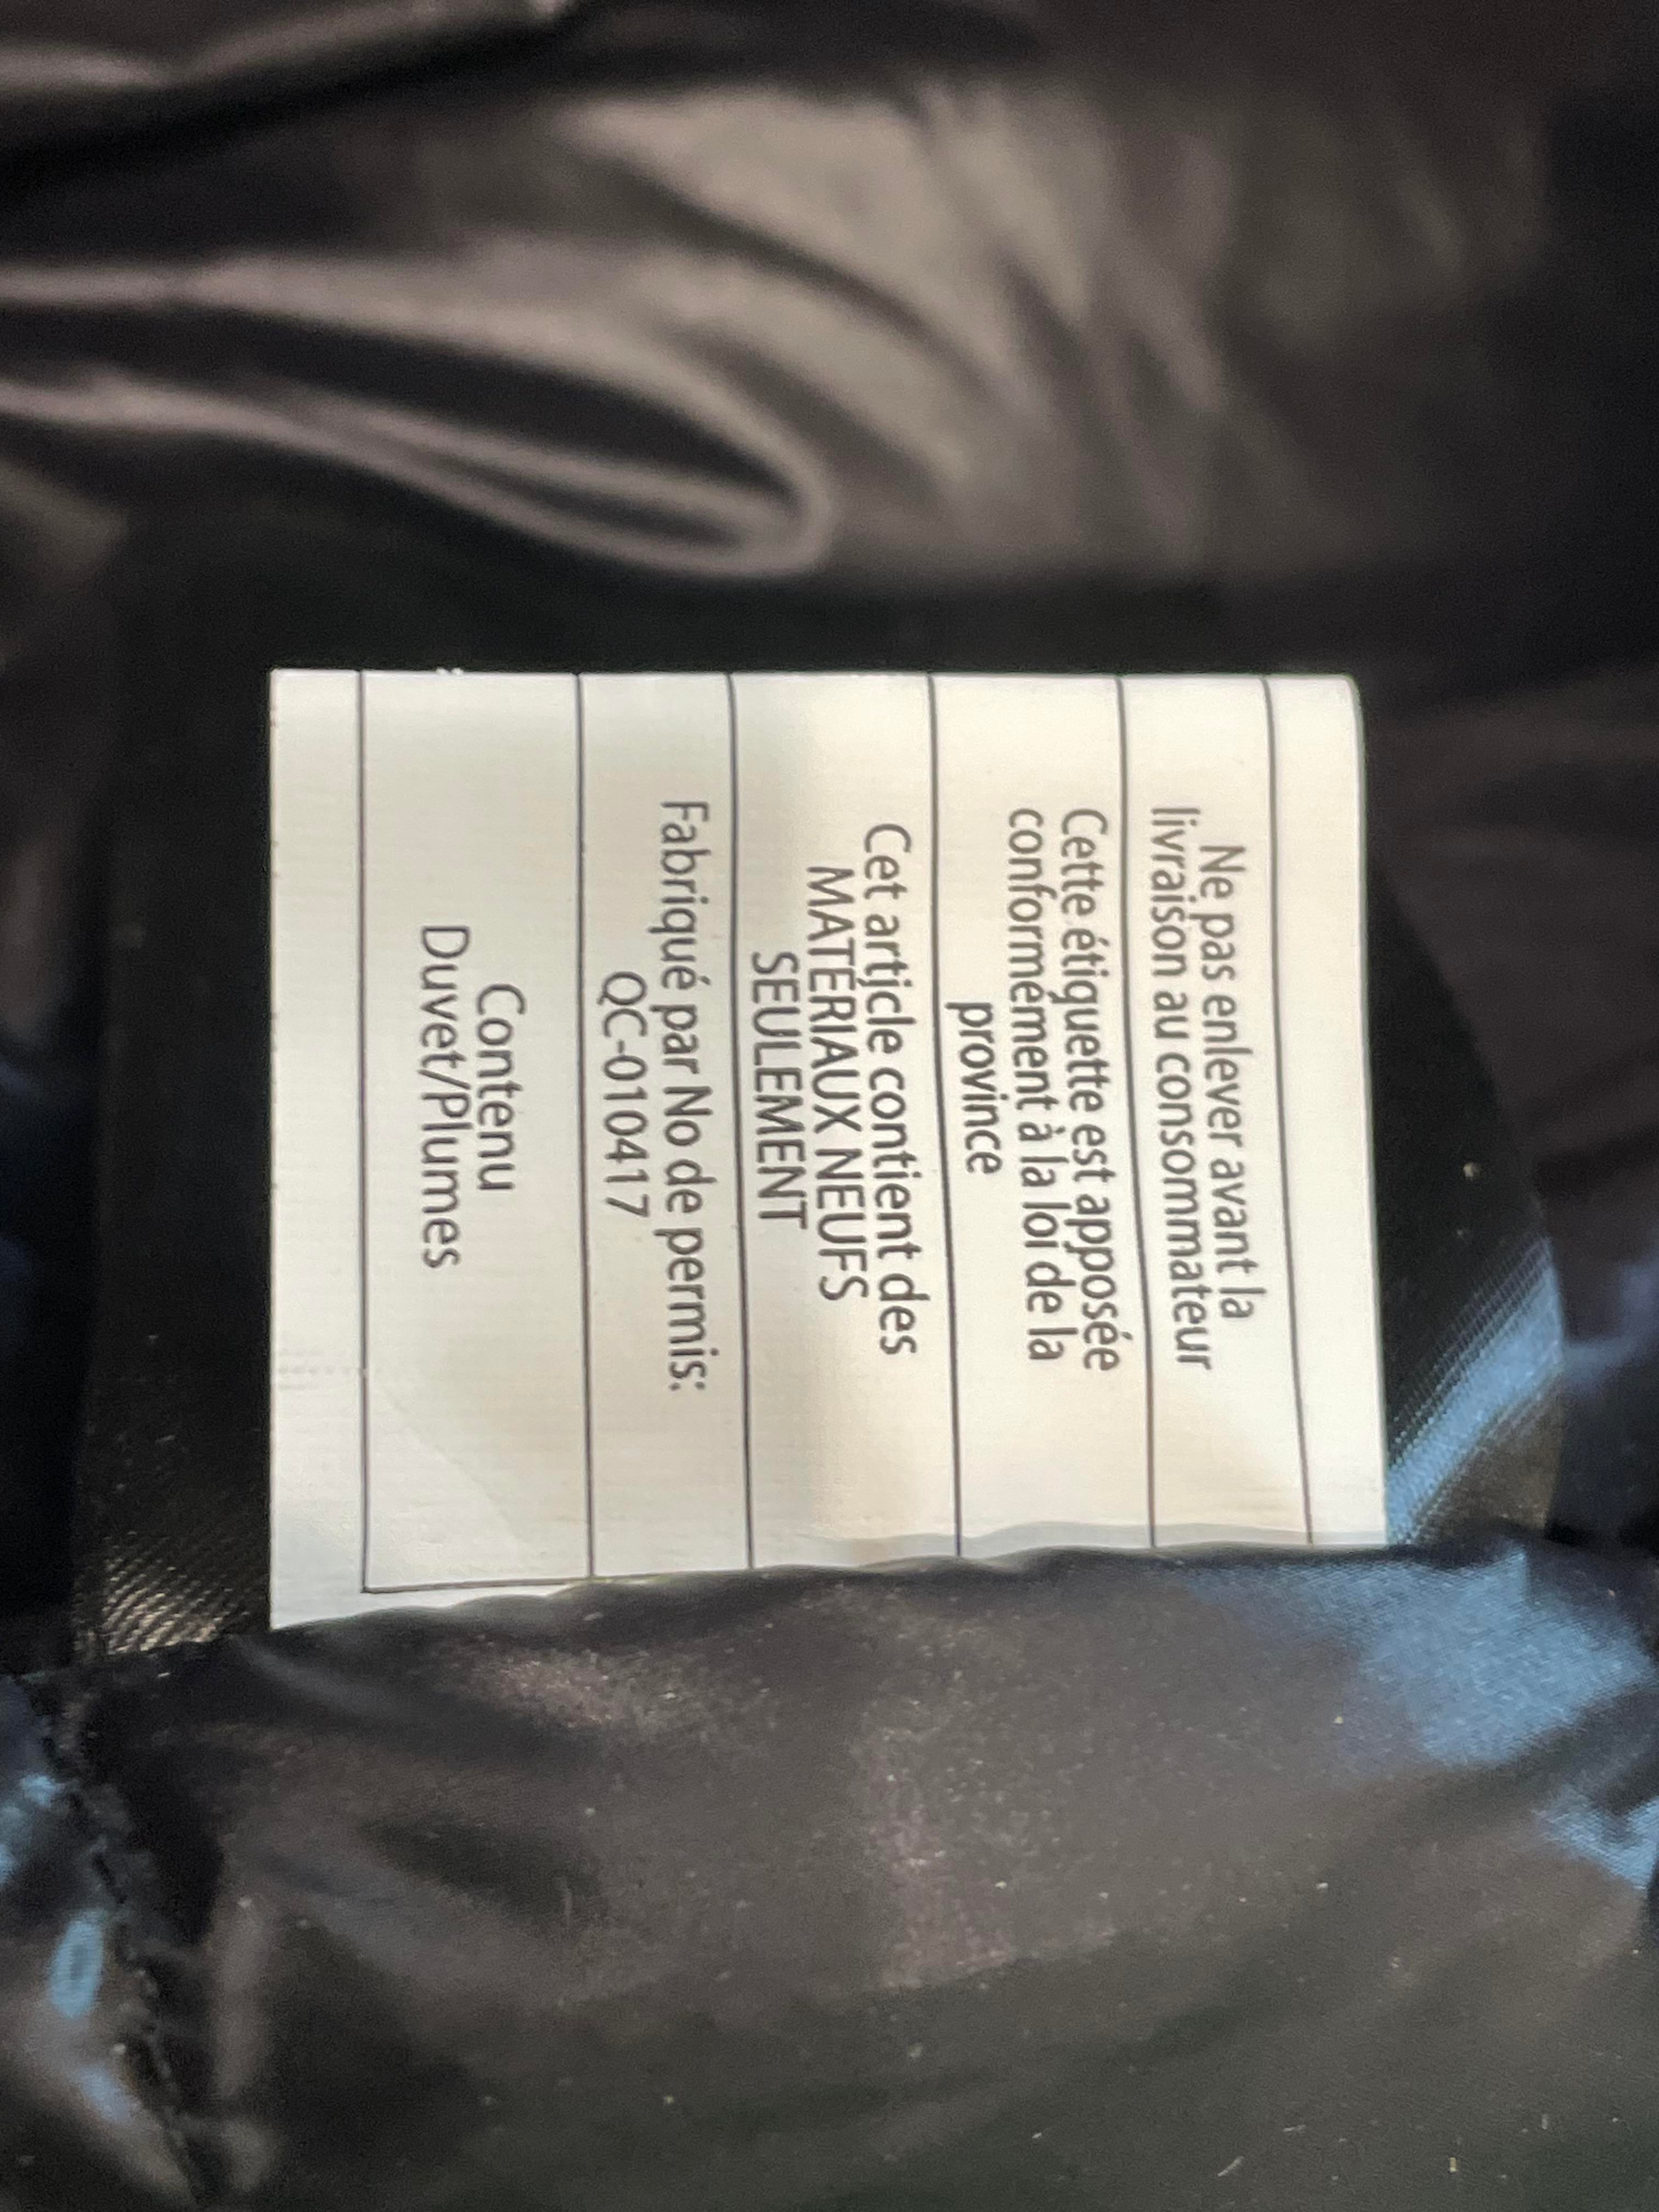 Ne pas enlever avant la
livraison au consommateur
Cette étiquette est apposée
conformément à la loi de la
province
Cet article contient des
MATÉRIAUX NEUFS
SEULEMENT
Fabriqué par No de permis:
QC-010417
Contenu
Duvet/Plumes